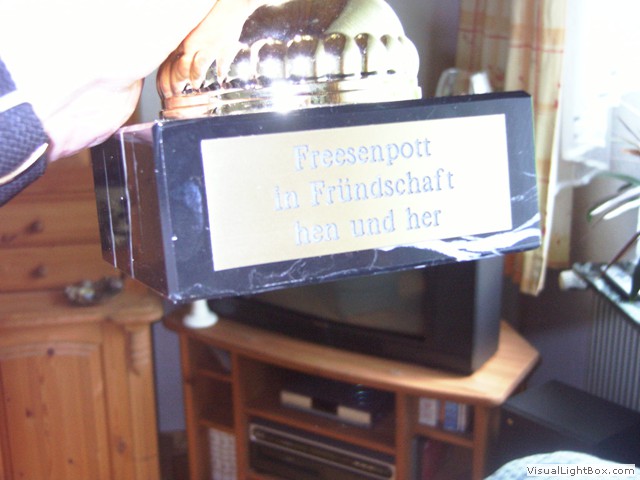 Freesenpott
in Fründschaft
hen und her
VisualLightBox.com